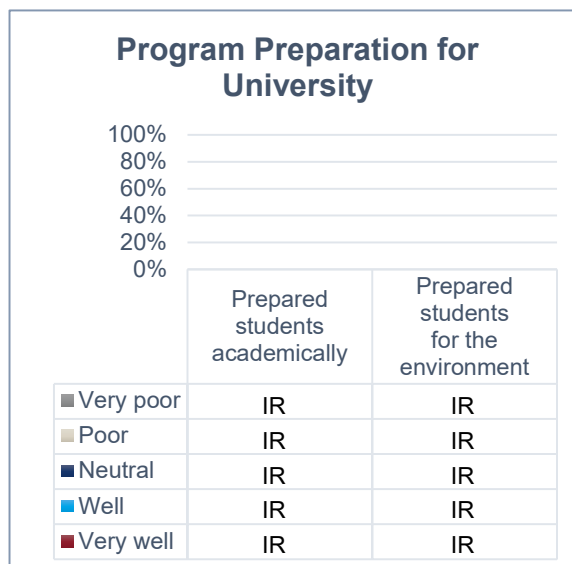 Program Preparation for
University
100%
80%
60%
40%
20%
0%
Prepared
students
academically
Prepared
students
for the
environment
Very poor IR IR
Poor IR IR
Neutral IR IR
Well IR IR
Very well IR IR